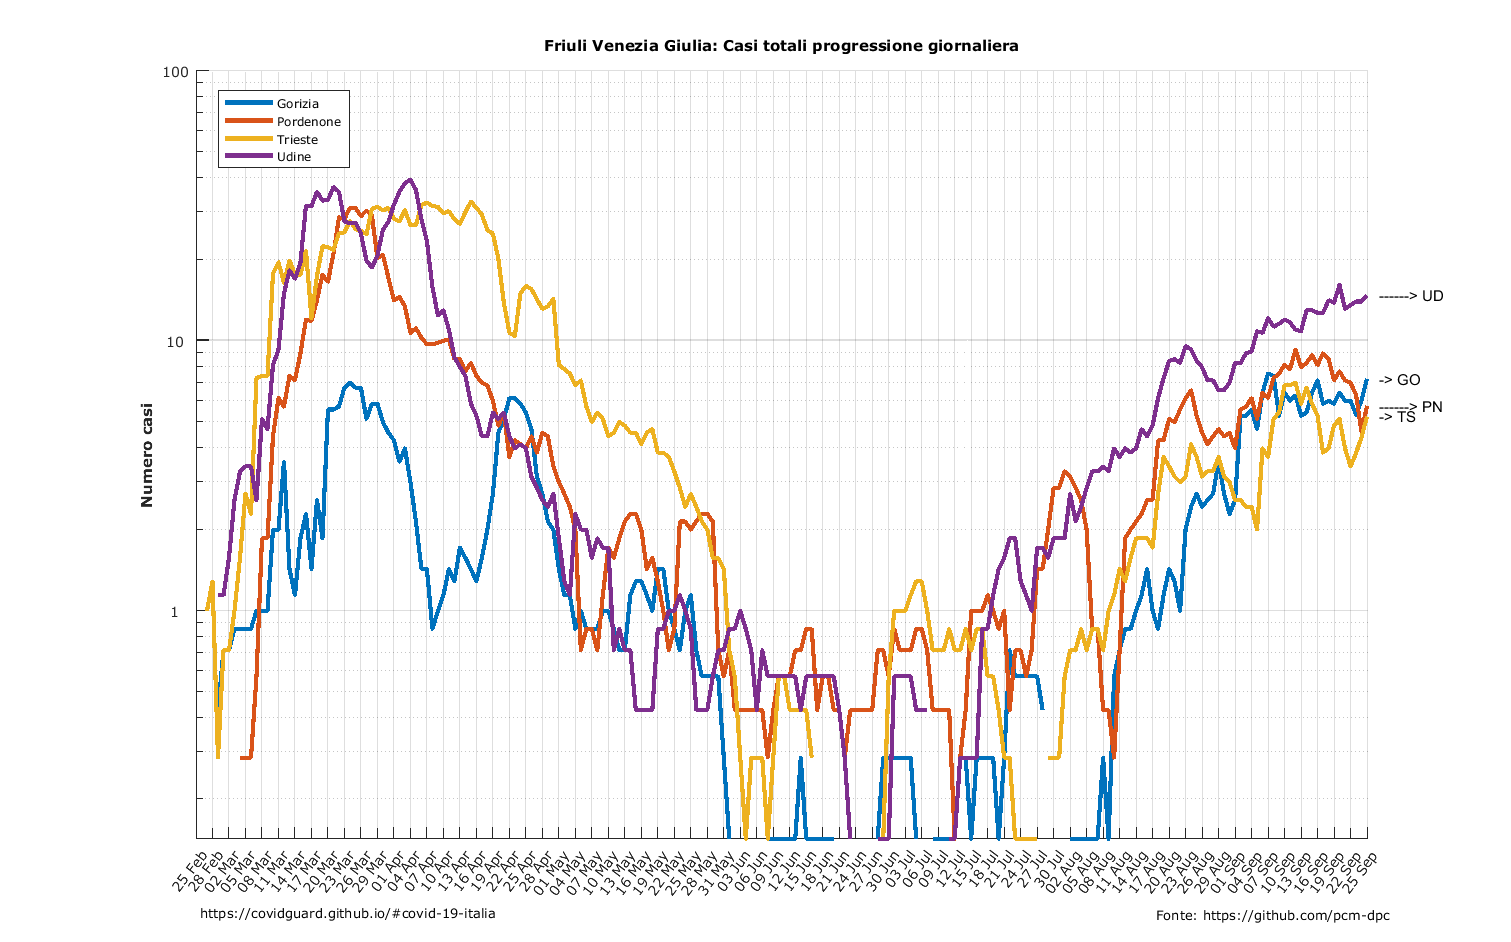 Friuli Venezia Giulia: Casi totali progressione giornaliera
100
10
1
Numero casi
Gorizia
Pordenone
Trieste
Udine
------> UD
-> GO
------> PN
-> TS
25 Feb
28 Feb
02 Mar
05 Mar
08 Mar
11 Mar
14 Mar
17 Mar
20 Mar
23 Mar
26 Mar
29 Mar
01 Apr
04 Apr
07 Apr
10 Apr
13 Apr
16 Apr
19 Apr
22 Apr
25 Apr
28 Apr
01 May
04 May
07 May
10 May
13 May
16 May
19 May
22 May
25 May
28 May
31 May
03 Jun
06 Jun
09 Jun
12 Jun
15 Jun
18 Jun
21 Jun
24 Jun
27 Jun
30 Jun
03 Jul
06 Jul
09 Jul
12 Jul
15 Jul
18 Jul
21 Jul
24 Jul
27 Jul
30 Jul
02 Aug
05 Aug
08 Aug
11 Aug
14 Aug
17 Aug
20 Aug
23 Aug
26 Aug
29 Aug
01 Sep
04 Sep
07 Sep
10 Sep
13 Sep
16 Sep
19 Sep
22 Sep
25 Sep
https://covidguard.github.io/#covid-19-italia
Fonte: https://github.com/pcm-dpc